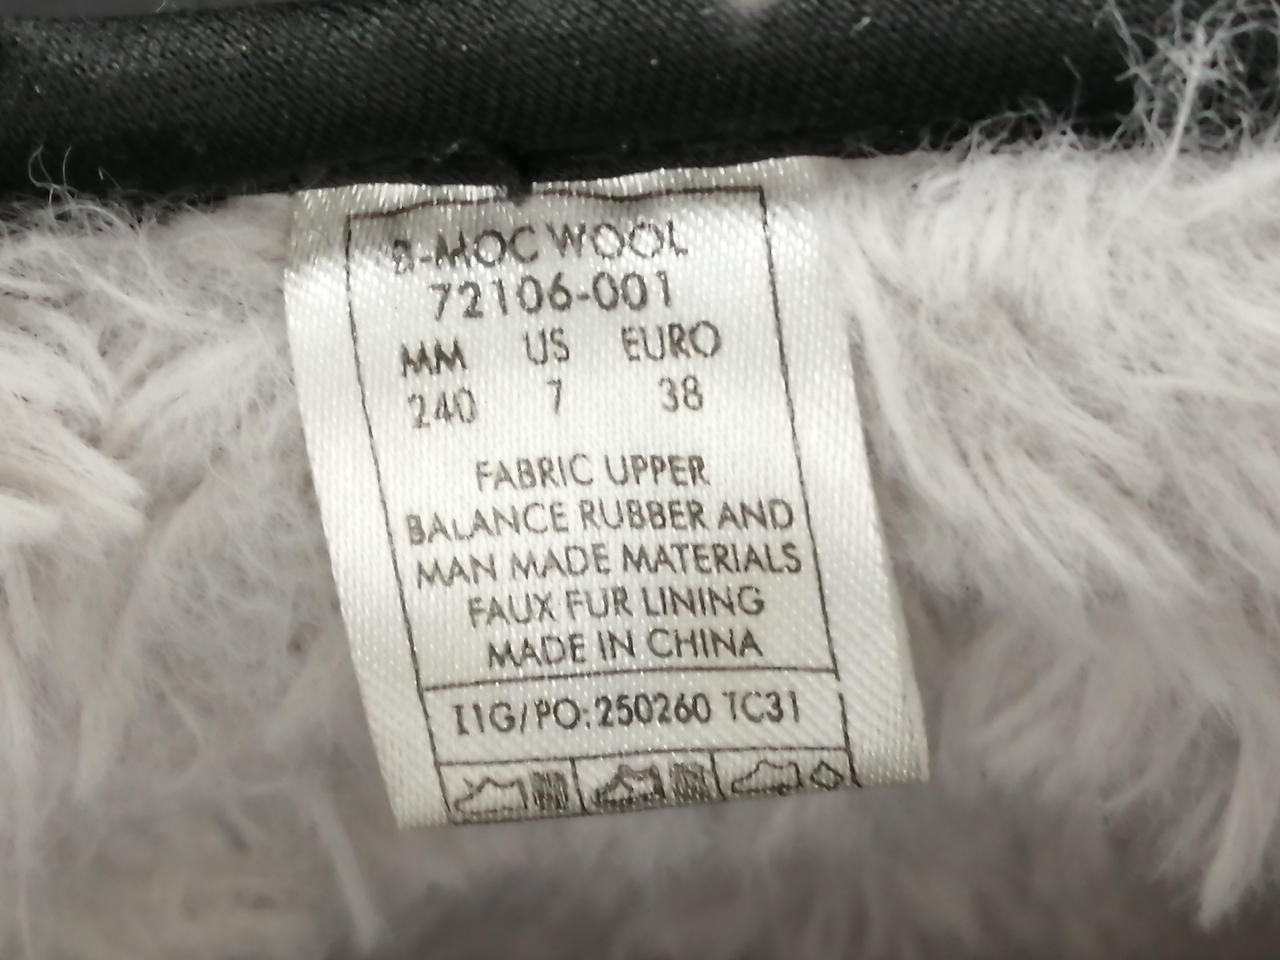 8-MOC WOOL
72106-001
MM US EURO
240 7 38
FABRIC UPPER
BALANCE RUBBER AND
MAN MADE MATERIALS
FAUX FUR LINING
MADE IN CHINA
I1G/PO:250260 TC31